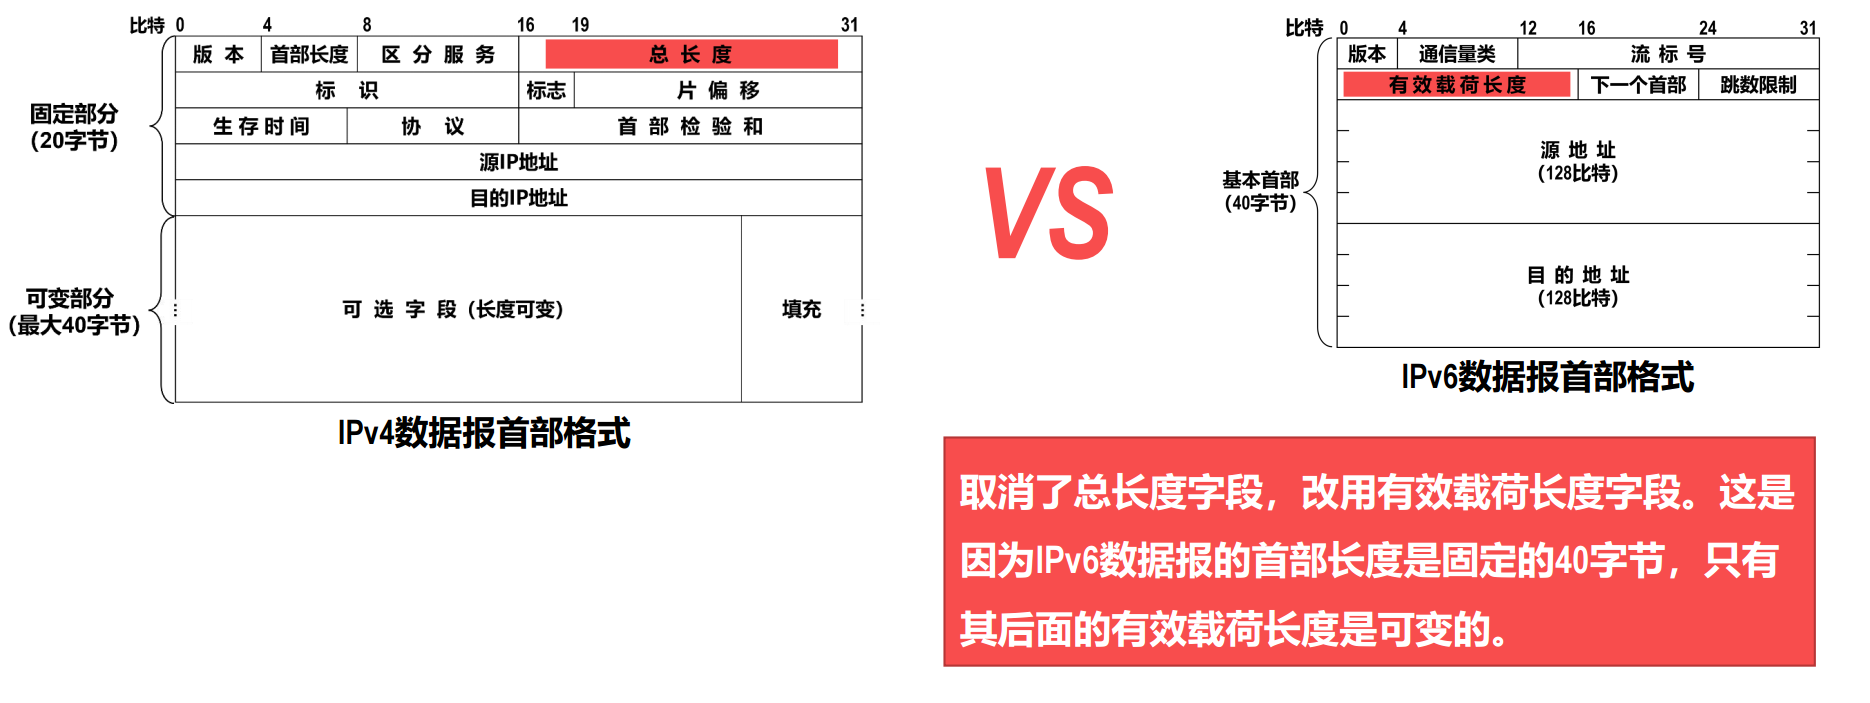 比特 0 4 8 16 19 31
版 本 首部长度 区 分 服 务 总 长 度
标 识 标志 片 偏 移
生 存 时 间 协 议 首 部 检 验 和
源IP地址
目的IP地址
固定部分
(20字节)
可 选 字 段 (长度可变) 填充
可变部分
(最大40字节)
IPv4数据报首部格式
VS
比特 0 4 12 16 24 31
版本 通信量类 流 标 号
有 效 载 荷 长 度 下一个首部 跳数限制
源 地 址
(128比特)
基本首部
(40字节)
目 的 地 址
(128比特)
IPv6数据报首部格式
取消了总长度字段，改用有效载荷长度字段。这是
因为IPv6数据报的首部长度是固定的40字节，只有
其后面的有效载荷长度是可变的。